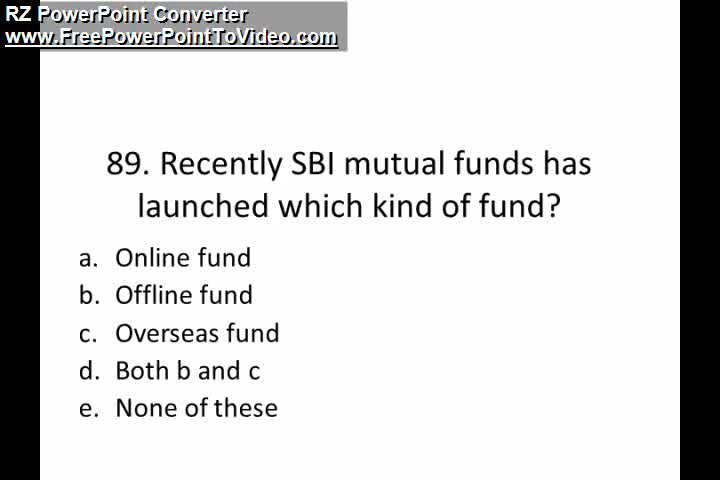 RZ PowerPoint Converter
www.FreePowerPointToVideo.com
89. Recently SBI mutual funds has
launched which kind of fund?
a. Online fund
b. Offline fund
c. Overseas fund
d. Both b and c
e. None of these